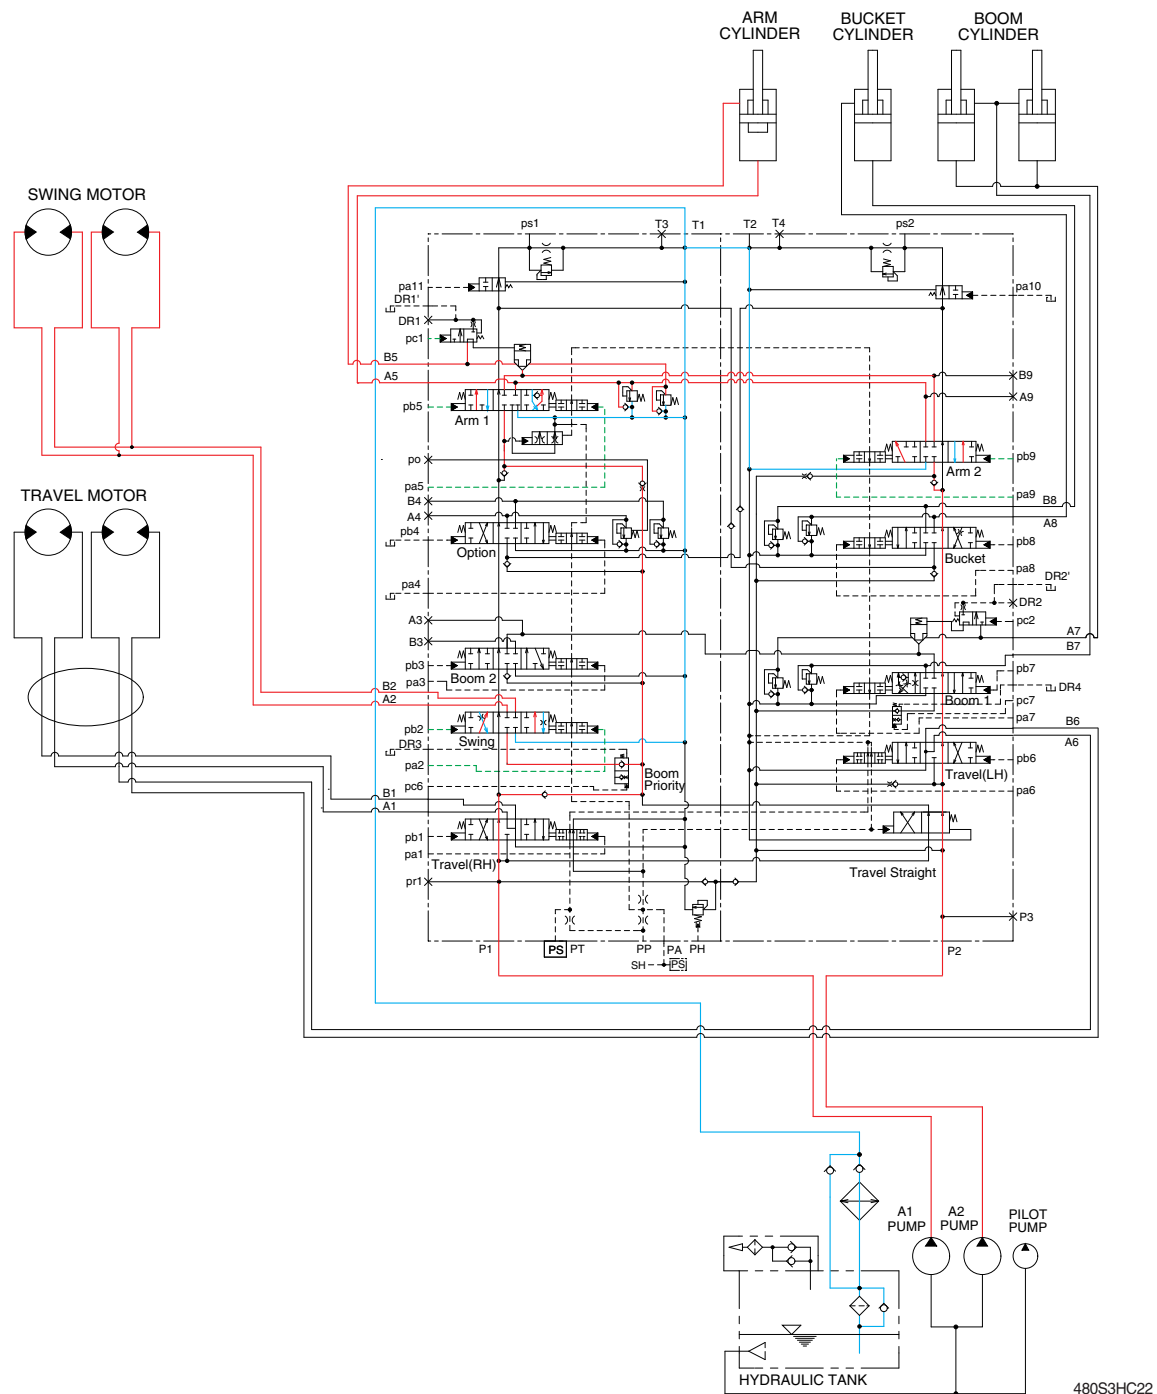 ARM
CYLINDER
BUCKET
CYLINDER
BOOM
CYLINDER
SWING MOTOR
TRAVEL MOTOR
ps1
T3
T1
T2
T4
ps2
pa11
DR1'
DR1
pc1
B5
A5
pb5
Arm 1
po
pa5
B4
A4
pb4
Option
pa4
A3
B3
pb3
Boom 2
pa3
B2
A2
pb2
Swing
DR3
pa2
pc6
Boom
Priority
B1
A1
pb1
pa1
Travel(RH)
pr1
pa10
B9
A9
pb9
Arm 2
pa9
B8
A8
pb8
Bucket
pa8
DR2'
DR2
pc2
A7
B7
pb7
DR4
Boom 1
pc7
pa7
B6
A6
Travel(LH)
pb6
pa6
Travel Straight
P3
P1
PS
PT
PP
PA
PH
P2
SH
PS
A1
PUMP
A2
PUMP
PILOT
PUMP
HYDRAULIC TANK
480S3HC22